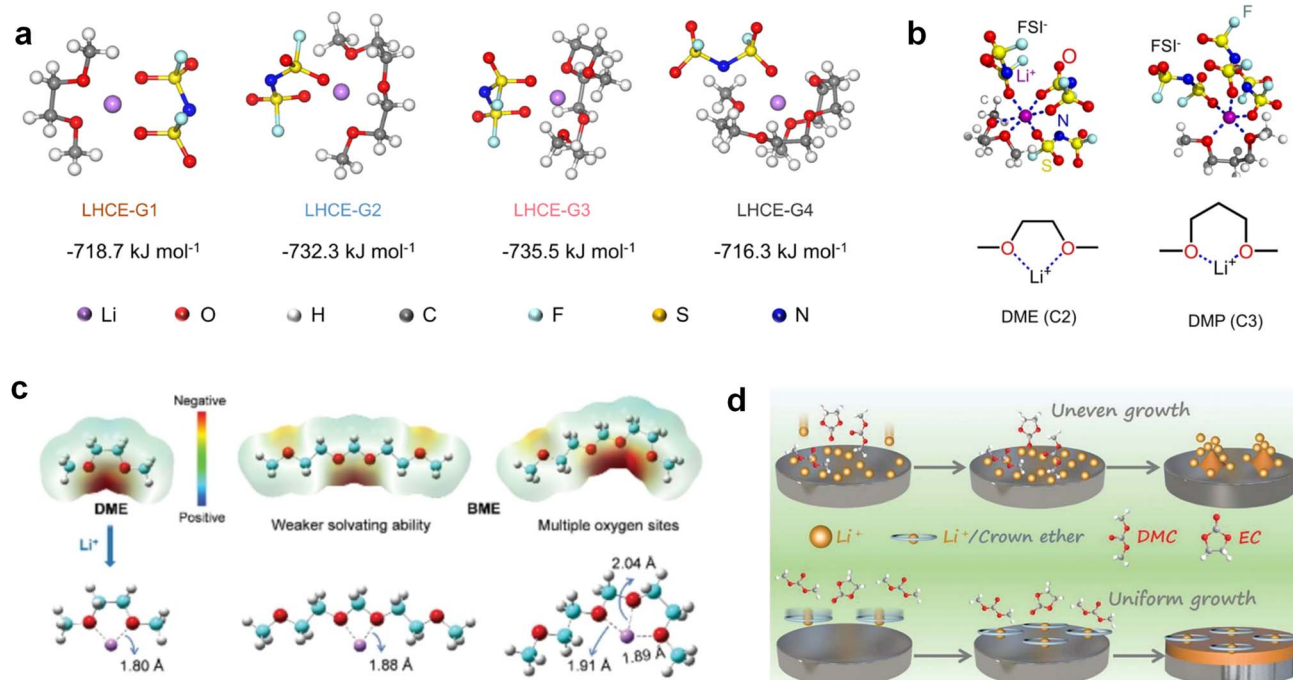 a
LHCE-G1
LHCE-G2
LHCE-G3
LHCE-G4
-718.7 kJ mol⁻¹
-732.3 kJ mol⁻¹
-735.5 kJ mol⁻¹
-716.3 kJ mol⁻¹
Li
O
H
C
F
S
N
b
FSI⁻
Li⁺
O
C
N
S
FSI⁻
F
O
O
Li⁺
DME (C2)
O
O
Li⁺
DMP (C3)
c
Negative
Positive
DME
Weaker solvating ability
BME
Multiple oxygen sites
Li⁺
1.80 Å
1.88 Å
2.04 Å
1.91 Å
1.89 Å
d
Uneven growth
Li⁺
Li⁺/Crown ether
DMC
EC
Uniform growth